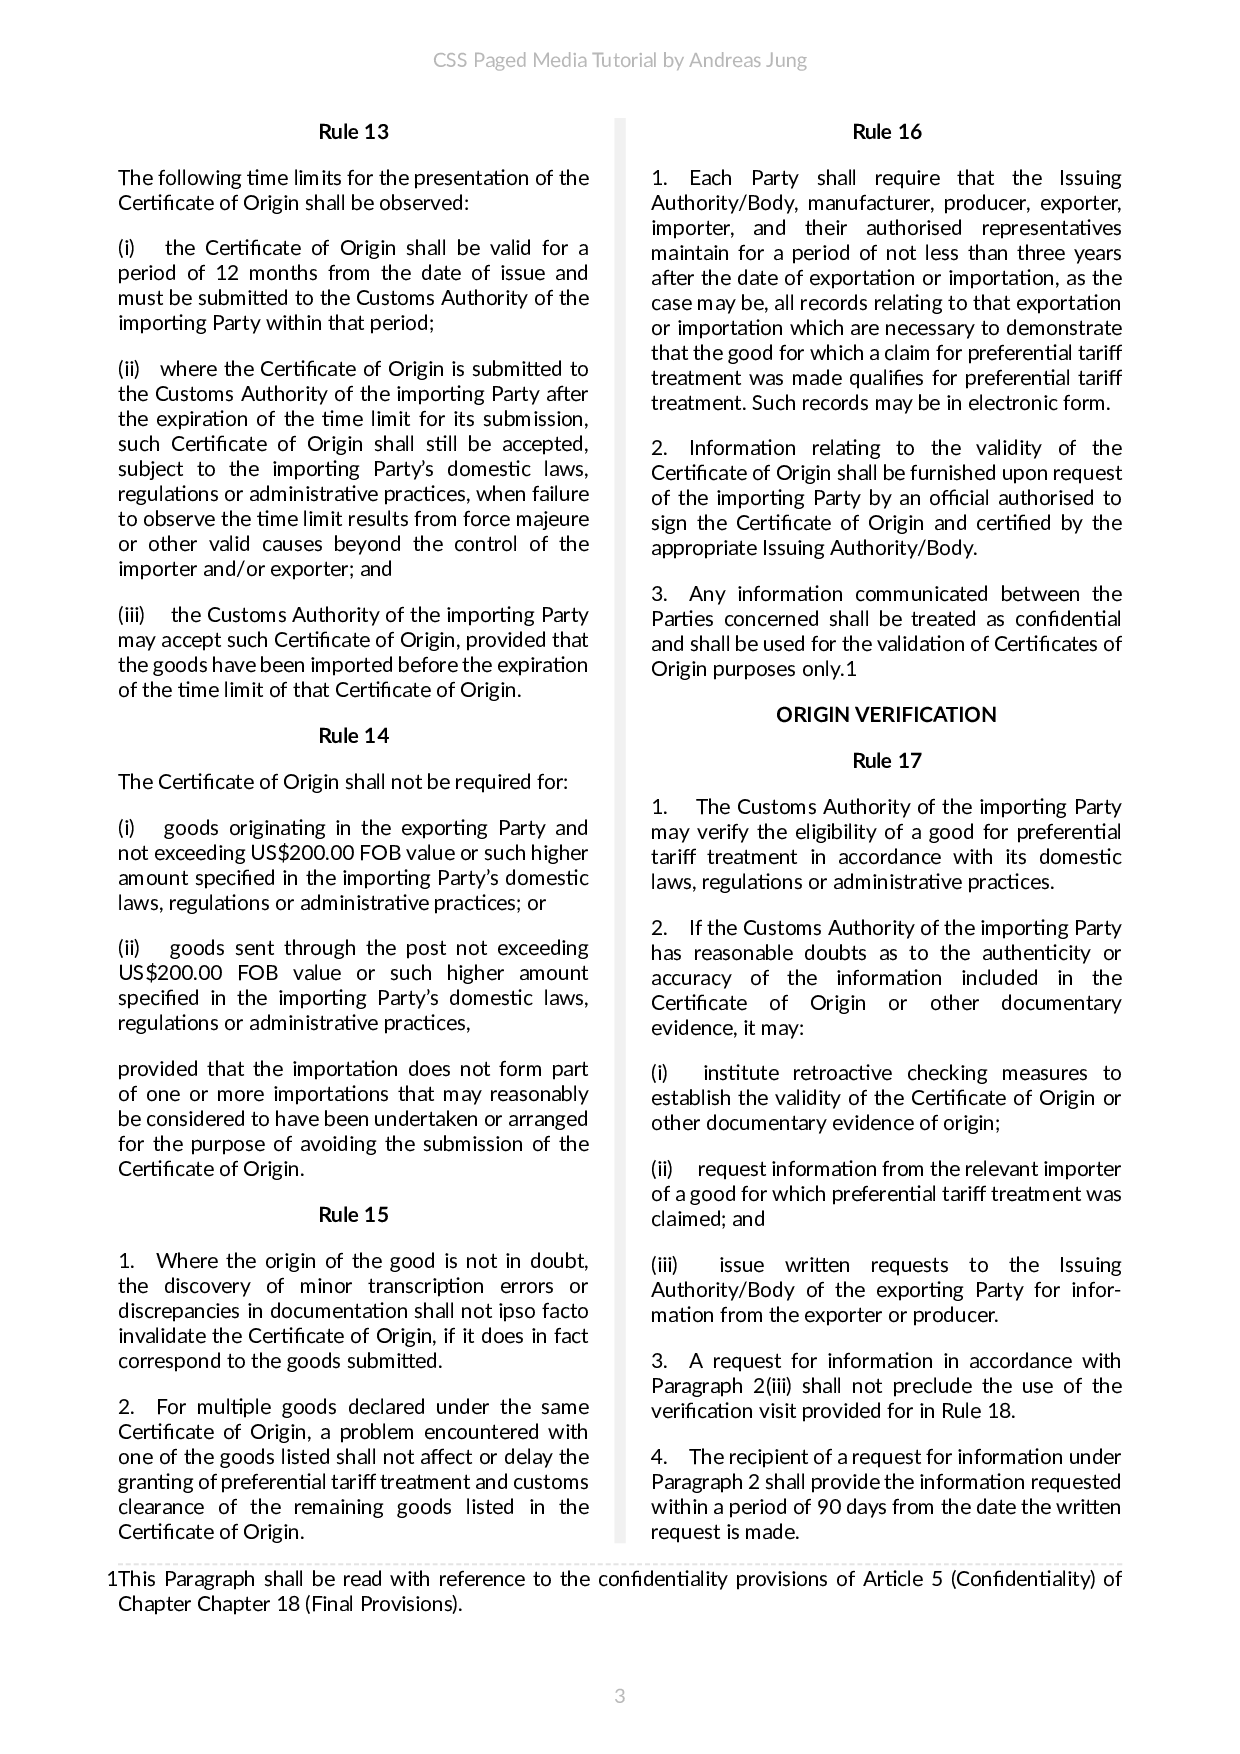 CSS Paged Media Tutorial by Andreas Jung
Rule 13
The following time limits for the presentation of the
Certificate of Origin shall be observed:
(i) the Certificate of Origin shall be valid for a
period of 12 months from the date of issue and
must be submitted to the Customs Authority of the
importing Party within that period;
(ii) where the Certificate of Origin is submitted to
the Customs Authority of the importing Party after
the expiration of the time limit for its submission,
such Certificate of Origin shall still be accepted,
subject to the importing Party’s domestic laws,
regulations or administrative practices, when failure
to observe the time limit results from force majeure
or other valid causes beyond the control of the
importer and/or exporter; and
(iii) the Customs Authority of the importing Party
may accept such Certificate of Origin, provided that
the goods have been imported before the expiration
of the time limit of that Certificate of Origin.
Rule 14
The Certificate of Origin shall not be required for:
(i) goods originating in the exporting Party and
not exceeding US$200.00 FOB value or such higher
amount specified in the importing Party’s domestic
laws, regulations or administrative practices; or
(ii) goods sent through the post not exceeding
US$200.00 FOB value or such higher amount
specified in the importing Party’s domestic laws,
regulations or administrative practices,
provided that the importation does not form part
of one or more importations that may reasonably
be considered to have been undertaken or arranged
for the purpose of avoiding the submission of the
Certificate of Origin.
Rule 15
1. Where the origin of the good is not in doubt,
the discovery of minor transcription errors or
discrepancies in documentation shall not ipso facto
invalidate the Certificate of Origin, if it does in fact
correspond to the goods submitted.
2. For multiple goods declared under the same
Certificate of Origin, a problem encountered with
one of the goods listed shall not affect or delay the
granting of preferential tariff treatment and customs
clearance of the remaining goods listed in the
Certificate of Origin.
Rule 16
1. Each Party shall require that the Issuing
Authority/Body, manufacturer, producer, exporter,
importer, and their authorised representatives
maintain for a period of not less than three years
after the date of exportation or importation, as the
case may be, all records relating to that exportation
or importation which are necessary to demonstrate
that the good for which a claim for preferential tariff
treatment was made qualifies for preferential tariff
treatment. Such records may be in electronic form.
2. Information relating to the validity of the
Certificate of Origin shall be furnished upon request
of the importing Party by an official authorised to
sign the Certificate of Origin and certified by the
appropriate Issuing Authority/Body.
3. Any information communicated between the
Parties concerned shall be treated as confidential
and shall be used for the validation of Certificates of
Origin purposes only.1
ORIGIN VERIFICATION
Rule 17
1. The Customs Authority of the importing Party
may verify the eligibility of a good for preferential
tariff treatment in accordance with its domestic
laws, regulations or administrative practices.
2. If the Customs Authority of the importing Party
has reasonable doubts as to the authenticity or
accuracy of the information included in the
Certificate of Origin or other documentary
evidence, it may:
(i) institute retroactive checking measures to
establish the validity of the Certificate of Origin or
other documentary evidence of origin;
(ii) request information from the relevant importer
of a good for which preferential tariff treatment was
claimed; and
(iii) issue written requests to the Issuing
Authority/Body of the exporting Party for infor-
mation from the exporter or producer.
3. A request for information in accordance with
Paragraph 2(iii) shall not preclude the use of the
verification visit provided for in Rule 18.
4. The recipient of a request for information under
Paragraph 2 shall provide the information requested
within a period of 90 days from the date the written
request is made.
1This Paragraph shall be read with reference to the confidentiality provisions of Article 5 (Confidentiality) of
Chapter Chapter 18 (Final Provisions).
3